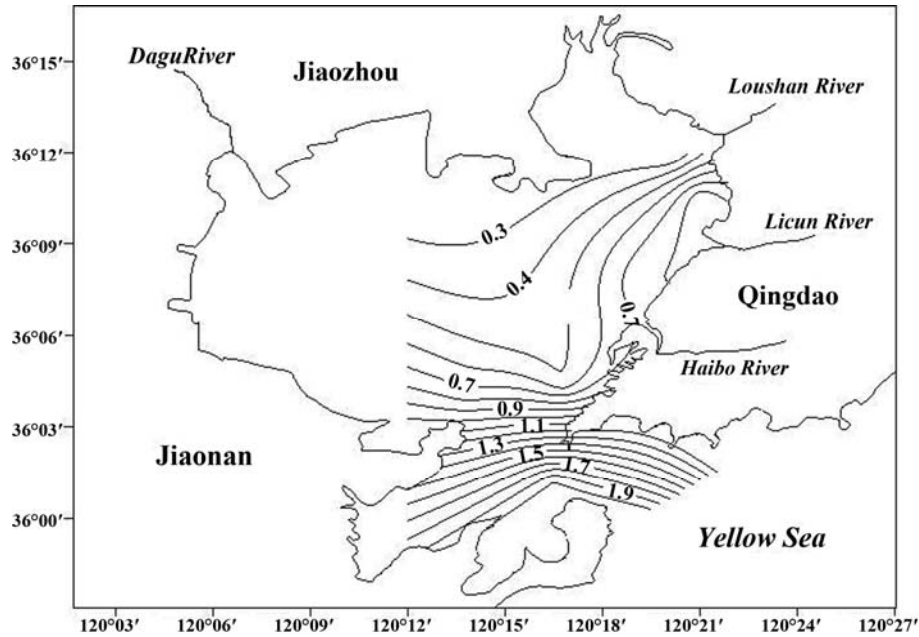 36°15′
36°12′
36°09′
36°06′
36°03′
36°00′
DaguRiver
Jiaozhou
Loushan River
Licun River
Qingdao
Haibo River
Jiaonan
Yellow Sea
0.3
0.4
0.7
0.7
0.9
1.1
1.3
1.5
1.7
1.9
120°03′ 120°06′ 120°09′ 120°12′ 120°15′ 120°18′ 120°21′ 120°24′ 120°27′